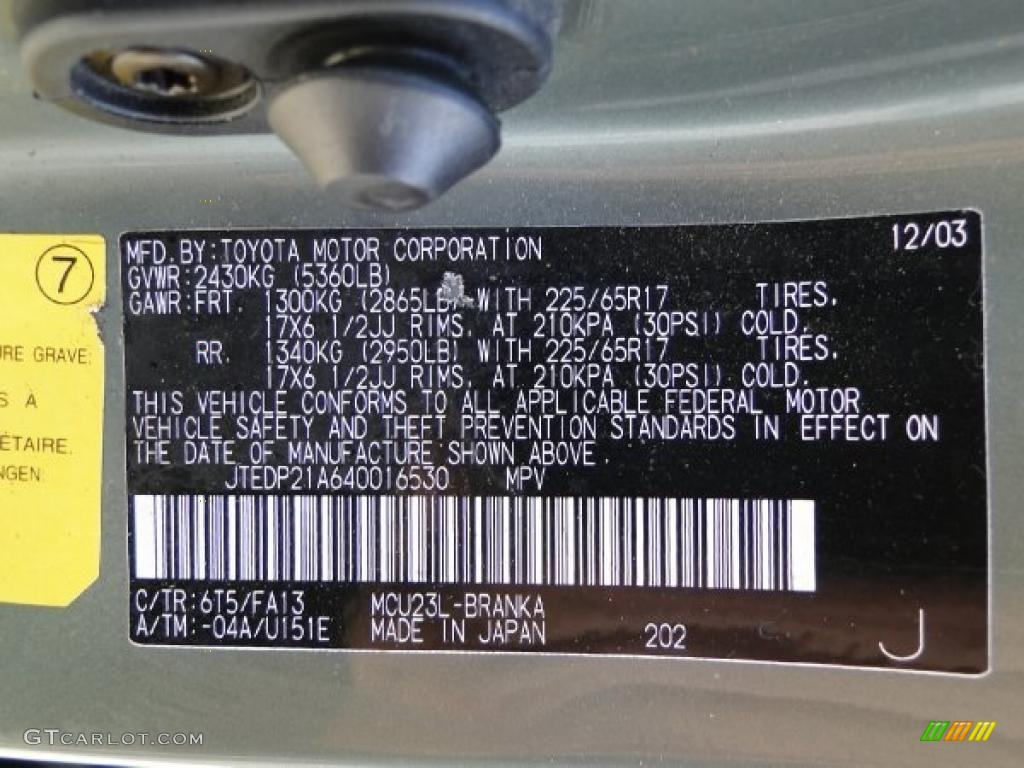 7
URE GRAVE:
S A
ÉTAIRE.
NGEN:
12/03
MFD.BY:TOYOTA MOTOR CORPORATION
GVWR:2430KG (5360LB)
GAWR:FRT. 1300KG (2865LB) WITH 225/65R17 TIRES.
17X6 1/2JJ RIMS. AT 210KPA (30PSI) COLD.
RR. 1340KG (2950LB) WITH 225/65R17 TIRES.
17X6 1/2JJ RIMS. AT 210KPA (30PSI) COLD.
THIS VEHICLE CONFORMS TO ALL APPLICABLE FEDERAL MOTOR
VEHICLE SAFETY AND THEFT PREVENTION STANDARDS IN EFFECT ON
THE DATE OF MANUFACTURE SHOWN ABOVE.
JTEDP21A640016530 MPV
C/TR:6T5/FA13 MCU23L-BRANKA
A/TM:-04A/U151E MADE IN JAPAN 202 J
GTCARLOT.COM